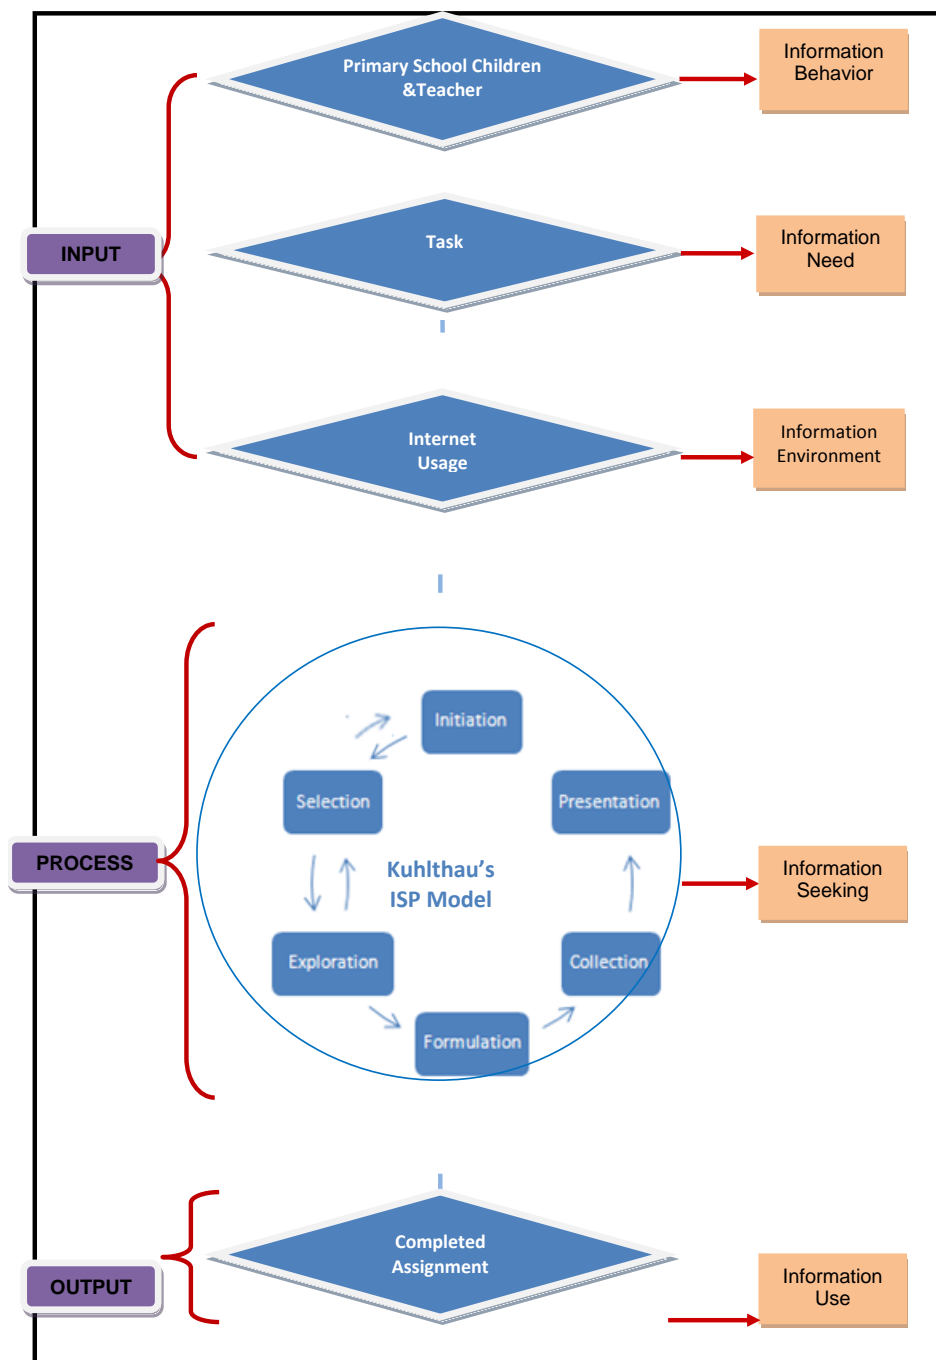 Primary School Children
&Teacher
Information
Behavior
INPUT
Task
Information
Need
Internet
Usage
Information
Environment
PROCESS
Initiation
Selection
Presentation
Kuhlthau's
ISP Model
Exploration
Collection
Formulation
Information
Seeking
OUTPUT
Completed
Assignment
Information
Use